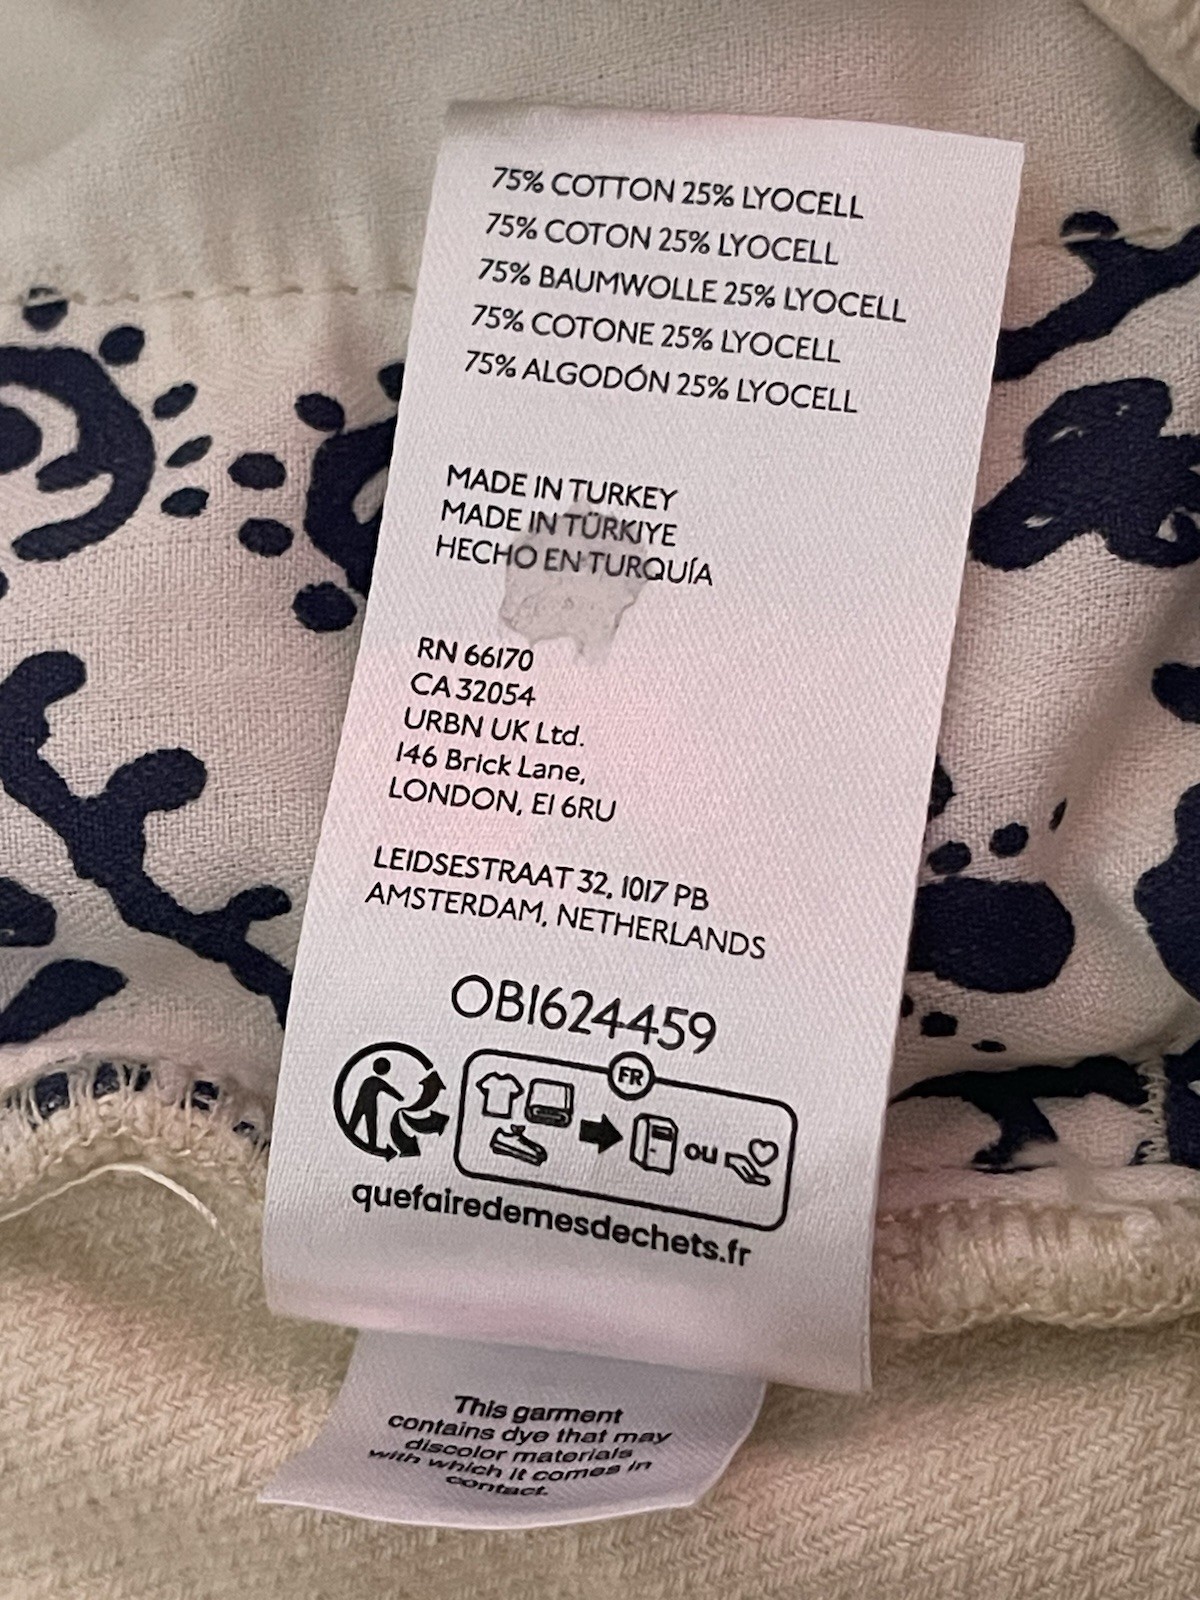 75% COTTON 25% LYOCELL
75% COTON 25% LYOCELL
75% BAUMWOLLE 25% LYOCELL
75% COTONE 25% LYOCELL
75% ALGODÓN 25% LYOCELL
MADE IN TURKEY
MADE IN TÜRKIYE
HECHO EN TURQUÍA
RN 66170
CA 32054
URBN UK Ltd.
146 Brick Lane,
LONDON, E1 6RU
LEIDSESTRAAT 32, 1017 PB
AMSTERDAM, NETHERLANDS
OB1624459
FR
ou
quefairedemesdechets.fr
This garment
contains dye that may
discolor materials
with which it comes in
contact.